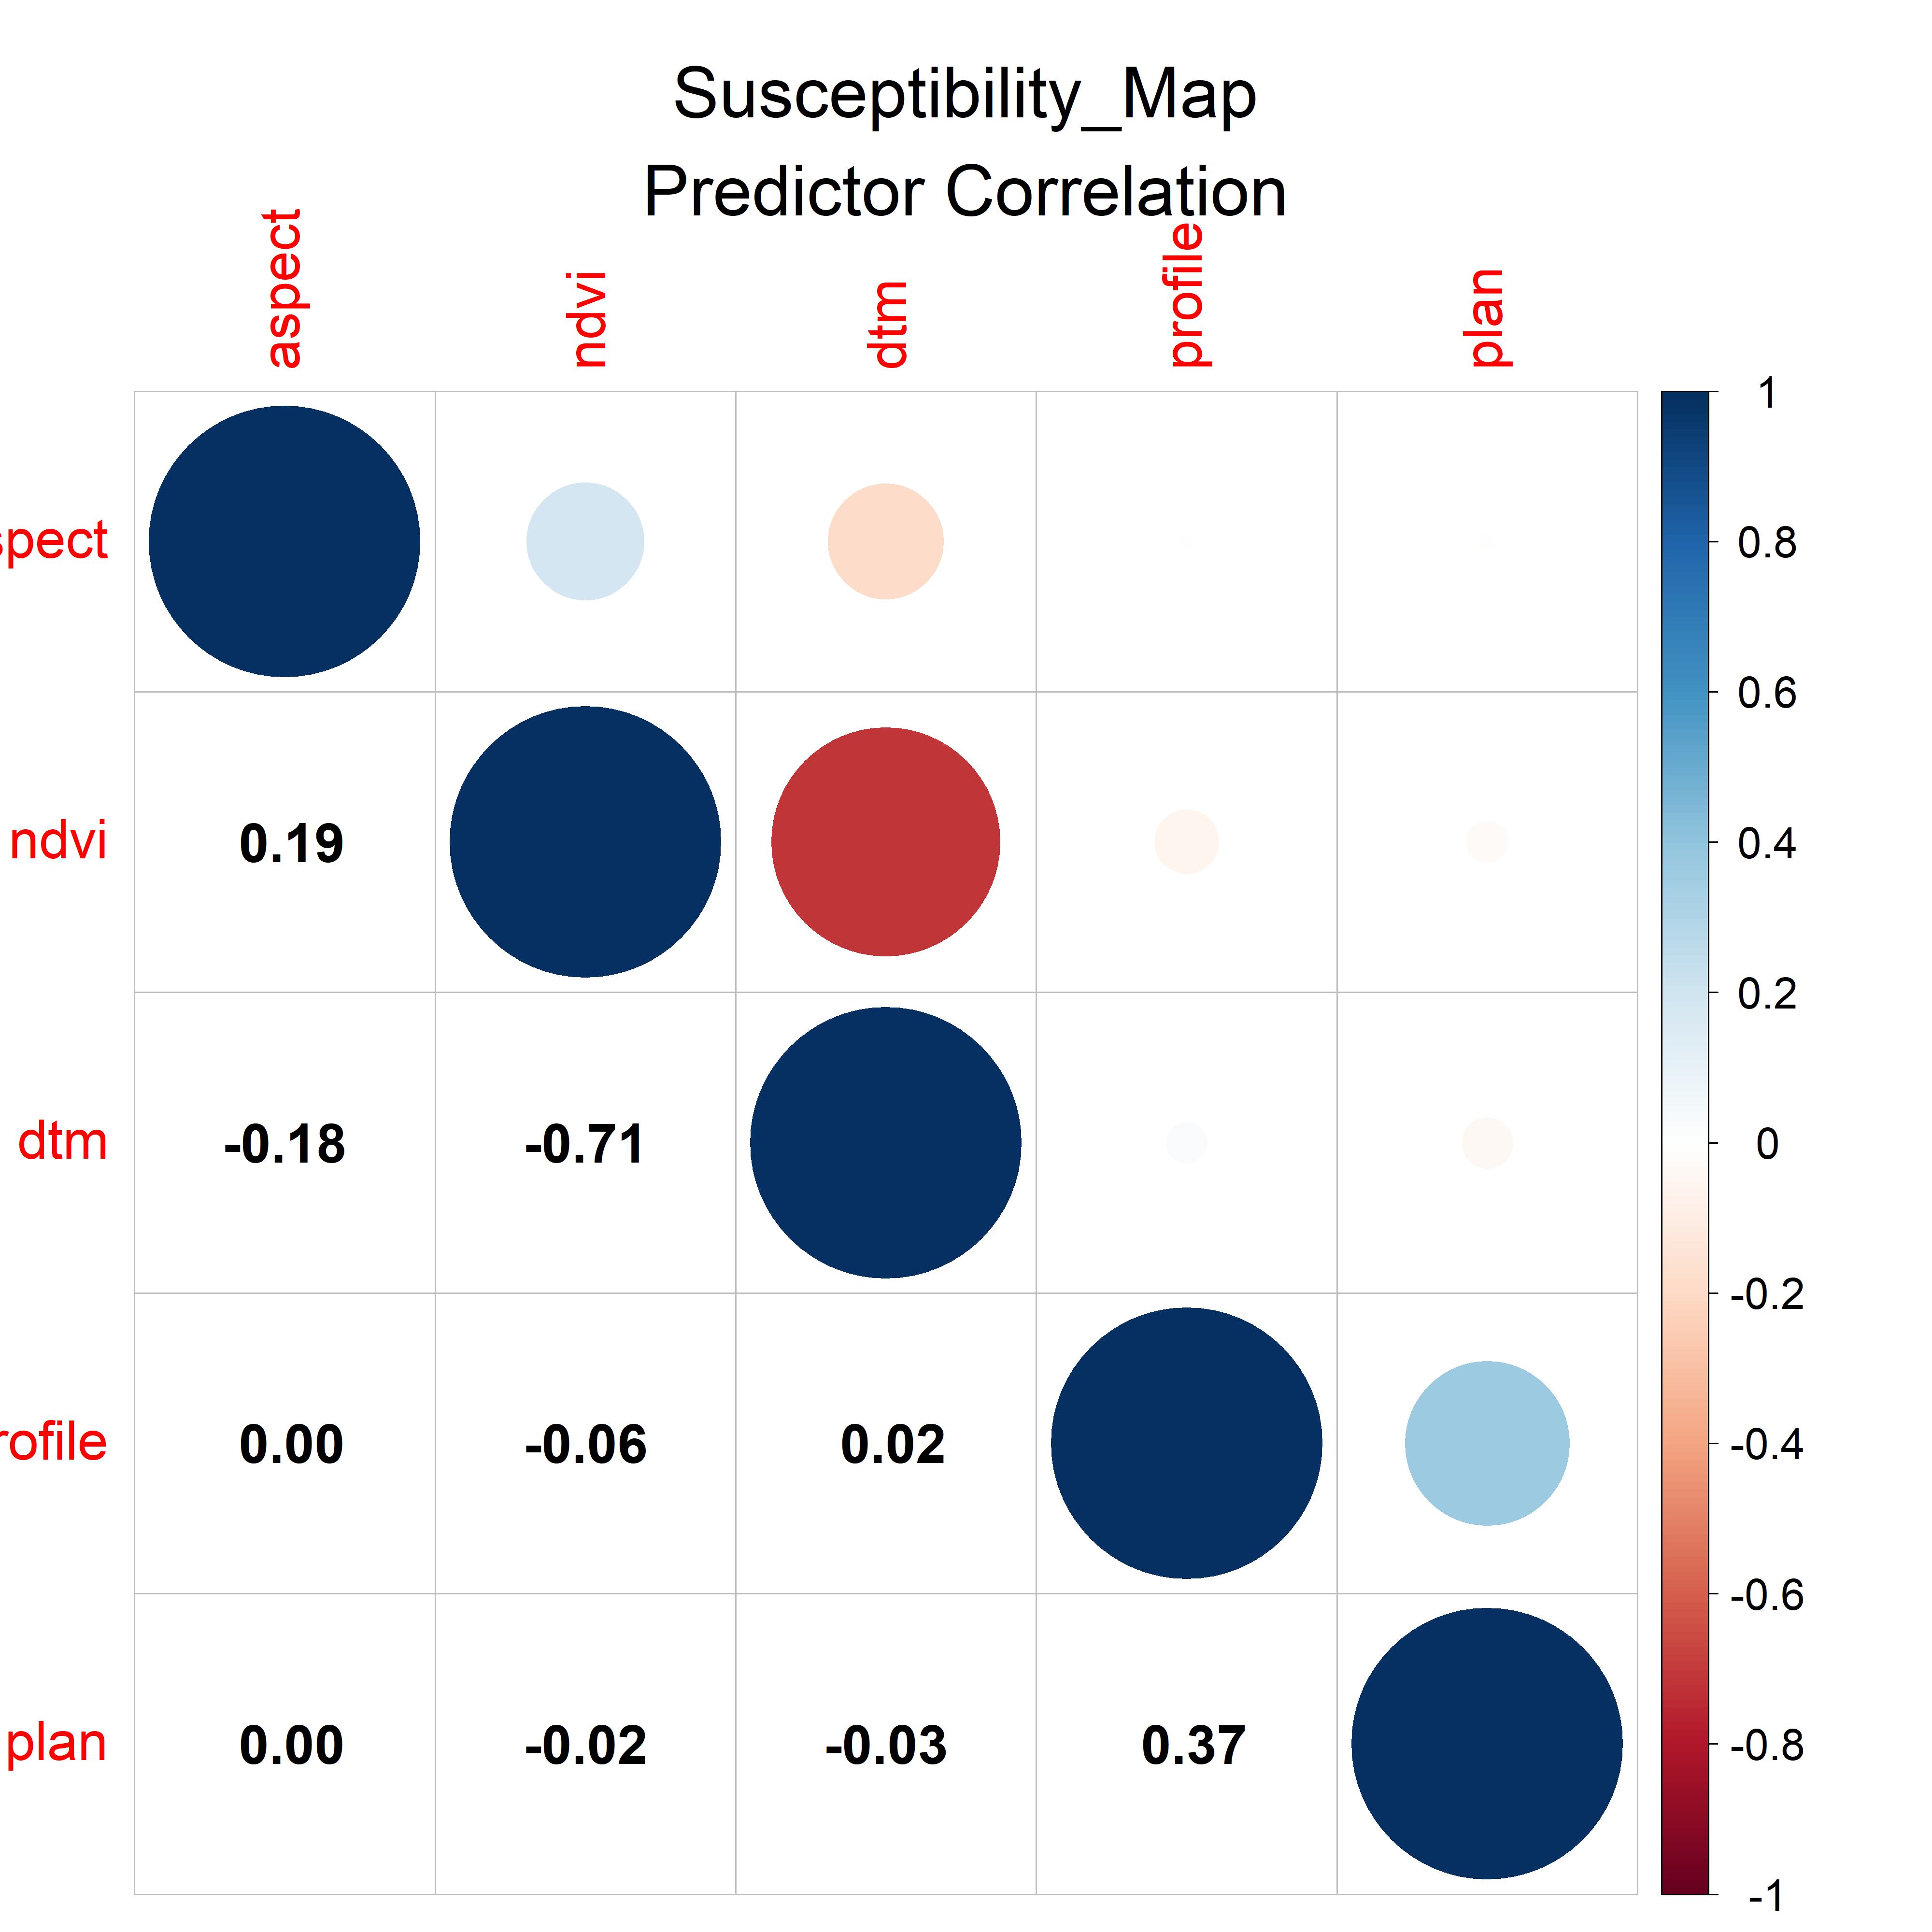 Susceptibility_Map
Predictor Correlation
aspect ndvi dtm profile plan
spect
ndvi 0.19
dtm -0.18 -0.71
rofile 0.00 -0.06 0.02
plan 0.00 -0.02 -0.03 0.37
1
0.8
0.6
0.4
0.2
0
-0.2
-0.4
-0.6
-0.8
-1